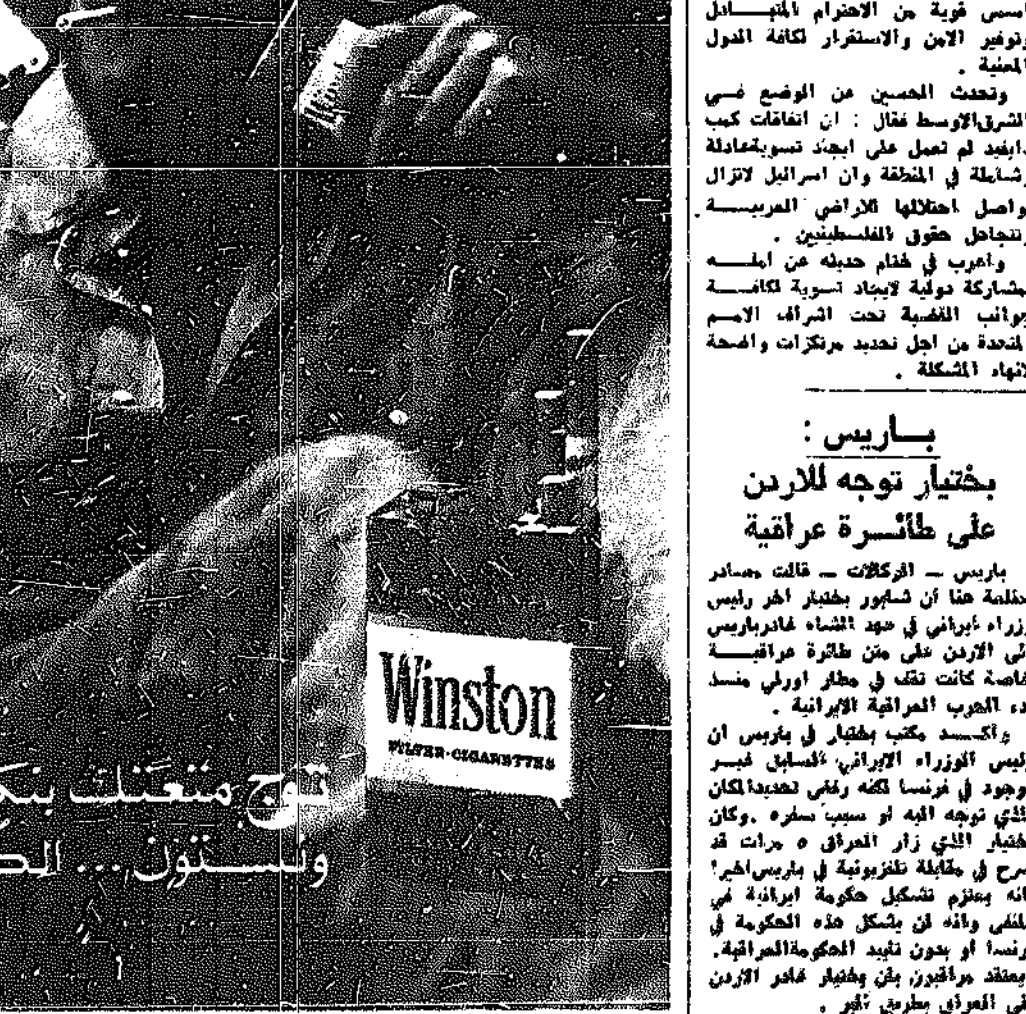 اسس قوية من الاحترام المتبادل
وتوفير الامن والاستقرار لكافة الدول
المعنية .
وتحدث الحسين عن الوضع في
الشرق الاوسط فقال : ان اتفاقات كمب
دايفيد لم تعمل على ايجاد تسوية عادلة
وشاملة في المنطقة وان اسرائيل لاتزال
تواصل احتلالها للاراضي العربية
وتتجاهل حقوق الفلسطينيين .
واعرب في ختام حديثه عن امله
بمشاركة دولية لايجاد تسوية لكافة
جوانب القضية تحت اشراف الامم
المتحدة من اجل تحديد مرتكزات واضحة
لانهاء المشكلة .
بـاريس :
بختيار توجه للاردن
على طائرة عراقية
باريس ـ الوكالات ـ قالت مصادر
مطلعة هنا أن شابور بختيار آخر رئيس
وزراء ايراني في عهد الشاه غادر باريس
الى الاردن على متن طائرة عراقية
خاصة كانت تقف في مطار اورلي منذ
بدء الحرب العراقية الايرانية .
وأكد مكتب بختيار في باريس ان
رئيس الوزراء الايراني السابق غير
موجود في فرنسا لكنه رفض تحديد المكان
الذي توجه اليه او سبب سفره . وكان
بختيار الذي زار العراق ٥ مرات قد
صرح في مقابلة تلفزيونية في باريس اخيرا
انه يعتزم تشكيل حكومة ايرانية في
المنفى وانه لن يشكل هذه الحكومة في
فرنسا أو بدون تأييد الحكومة العراقية.
ويعتقد مراقبون بأن بختيار غادر الاردن
الى العراق بطريق البر .
Winston
FILTER·CIGARETTES
توج متعتك
ونستون...